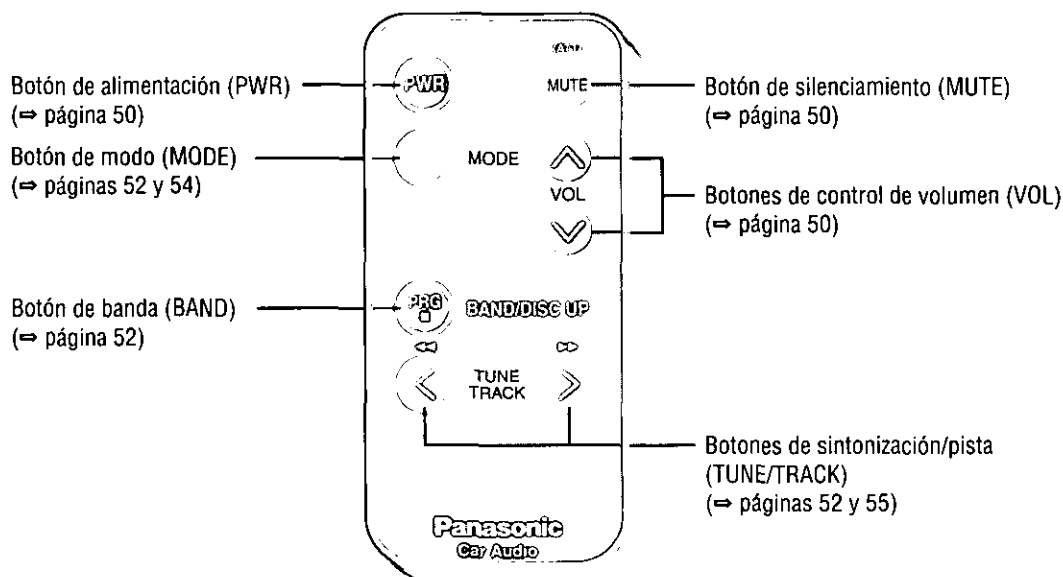 Botón de alimentación (PWR)
(⇒ página 50)
Botón de modo (MODE)
(⇒ páginas 52 y 54)
Botón de banda (BAND)
(⇒ página 52)
PWR
MUTE
MODE
VOL
PRG
BAND/DISC UP
TUNE
TRACK
Panasonic
Car Audio
Botón de silenciamiento (MUTE)
(⇒ página 50)
Botones de control de volumen (VOL)
(⇒ página 50)
Botones de sintonización/pista
(TUNE/TRACK)
(⇒ páginas 52 y 55)